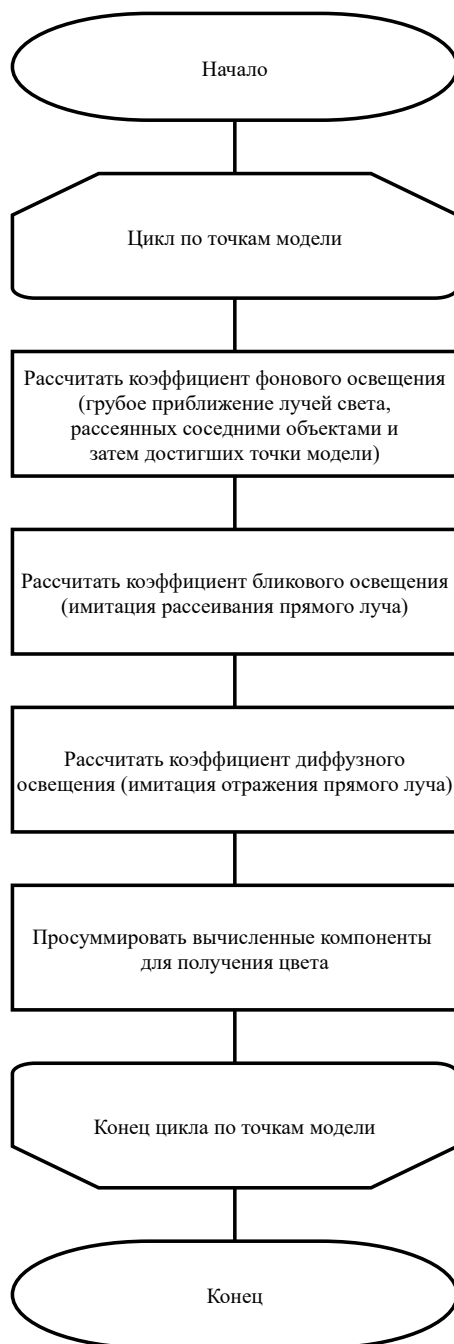 Начало
Цикл по точкам модели
Рассчитать коэффициент фонового освещения
(грубое приближение лучей света,
рассеянных соседними объектами и
затем достигших точки модели)
Рассчитать коэффициент бликового освещения
(имитация рассеивания прямого луча)
Рассчитать коэффициент диффузного
освещения (имитация отражения прямого луча)
Просуммировать вычисленные компоненты
для получения цвета
Конец цикла по точкам модели
Конец